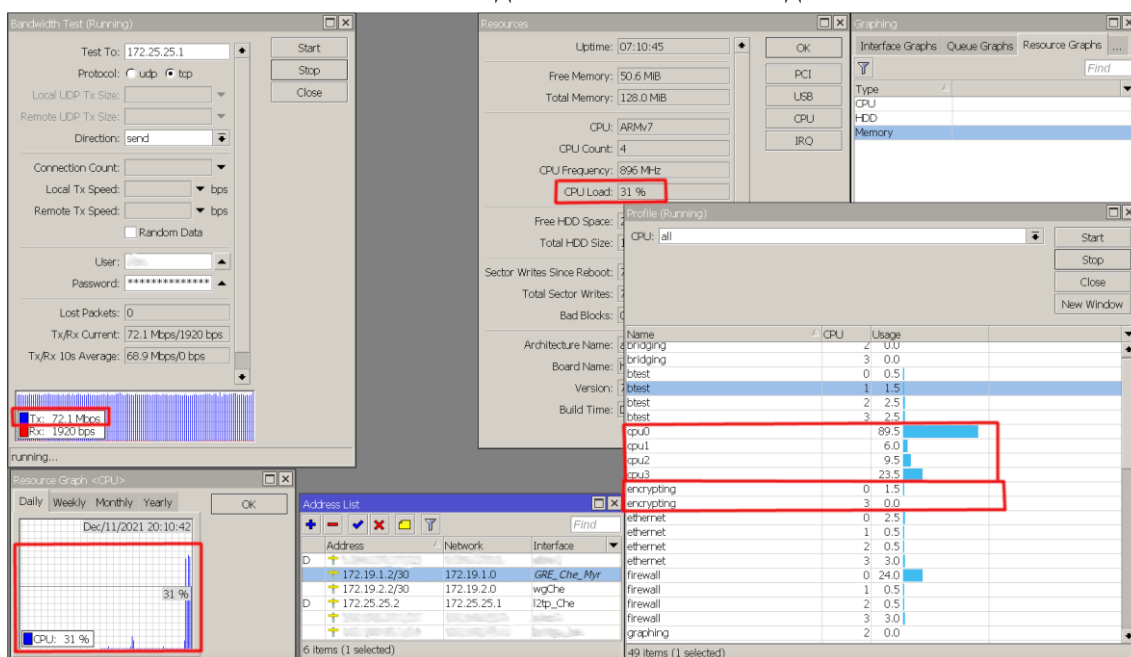 Bandwidth Test (Running)
Test To: 172.25.25.1
Protocol: udp tcp
Local UDP Tx Size:
Remote UDP Tx Size:
Direction: send
Connection Count:
Local Tx Speed: bps
Remote Tx Speed: bps
Random Data
User:
Password: **************
Lost Packets: 0
Tx/Rx Current: 72.1 Mbps/1920 bps
Tx/Rx 10s Average: 68.9 Mbps/0 bps
Tx: 72.1 Mbps
Rx: 1920 bps
running...
Start
Stop
Close
Resources
Uptime: 07:10:45
Free Memory: 50.6 MiB
Total Memory: 128.0 MiB
CPU: ARMv7
CPU Count: 4
CPU Frequency: 896 MHz
CPU Load: 31 %
Free HDD Space:
Total HDD Size:
Sector Writes Since Reboot:
Total Sector Writes:
Bad Blocks:
Architecture Name:
Board Name:
Version:
Build Time:
OK
PCI
USB
CPU
IRQ
Graphing
Interface Graphs Queue Graphs Resource Graphs ...
Find
Type
CPU
HDD
Memory
Profile (Running)
CPU: all
Start
Stop
Close
New Window
Name CPU Usage
bridging 2 0.0
bridging 3 0.0
btest 0 0.5
btest 1 1.5
btest 2 2.5
btest 3 2.5
cpu0 89.5
cpu1 6.0
cpu2 9.5
cpu3 23.5
encrypting 0 1.5
encrypting 3 0.0
ethernet 0 2.5
ethernet 1 0.5
ethernet 2 0.5
ethernet 3 3.0
firewall 0 24.0
firewall 1 0.5
firewall 2 0.5
firewall 3 3.0
graphing 2 0.0
49 items (1 selected)
Resource Graph <CPU>
Daily Weekly Monthly Yearly
OK
Dec/11/2021 20:10:42
31 %
CPU: 31 %
Address List
Find
Address Network Interface
D
172.19.1.2/30 172.19.1.0 GRE_Che_Myr
172.19.2.2/30 172.19.2.0 wgChe
D 172.25.25.2 172.25.25.1 l2tp_Che
6 items (1 selected)